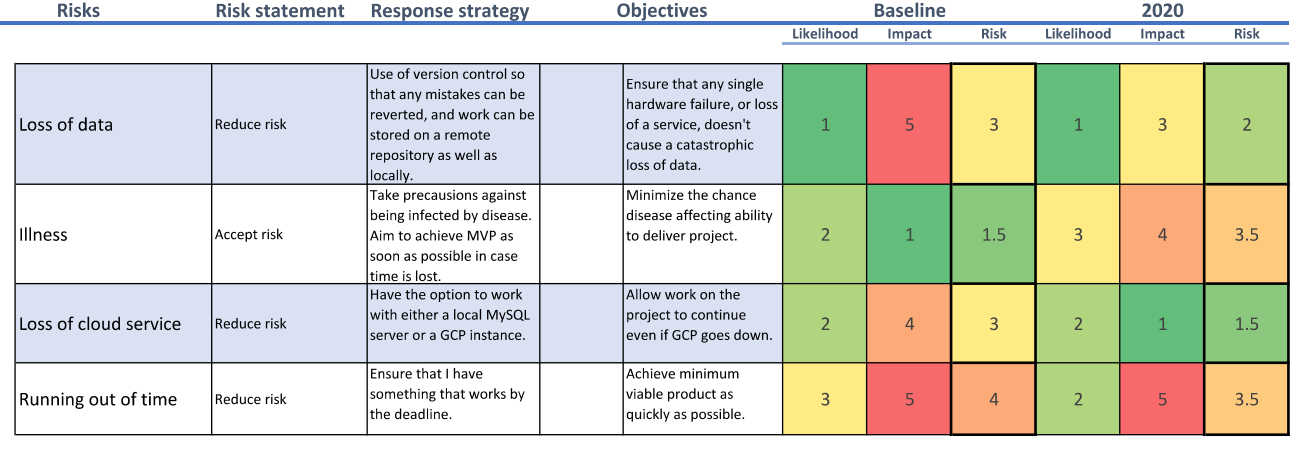 Risks Risk statement Response strategy Objectives Baseline 2020
Likelihood Impact Risk Likelihood Impact Risk
Loss of data
Reduce risk
Use of version control so
that any mistakes can be
reverted, and work can be
stored on a remote
repository as well as
locally.
Ensure that any single
hardware failure, or loss
of a service, doesn't
cause a catastrophic
loss of data.
1 5 3 1 3 2
Illness
Accept risk
Take precausions against
being infected by disease.
Aim to achieve MVP as
soon as possible in case
time is lost.
Minimize the chance
disease affecting ability
to deliver project.
2 1 1.5 3 4 3.5
Loss of cloud service
Reduce risk
Have the option to work
with either a local MySQL
server or a GCP instance.
Allow work on the
project to continue
even if GCP goes down.
2 4 3 2 1 1.5
Running out of time
Reduce risk
Ensure that I have
something that works by
the deadline.
Achieve minimum
viable product as
quickly as possible.
3 5 4 2 5 3.5